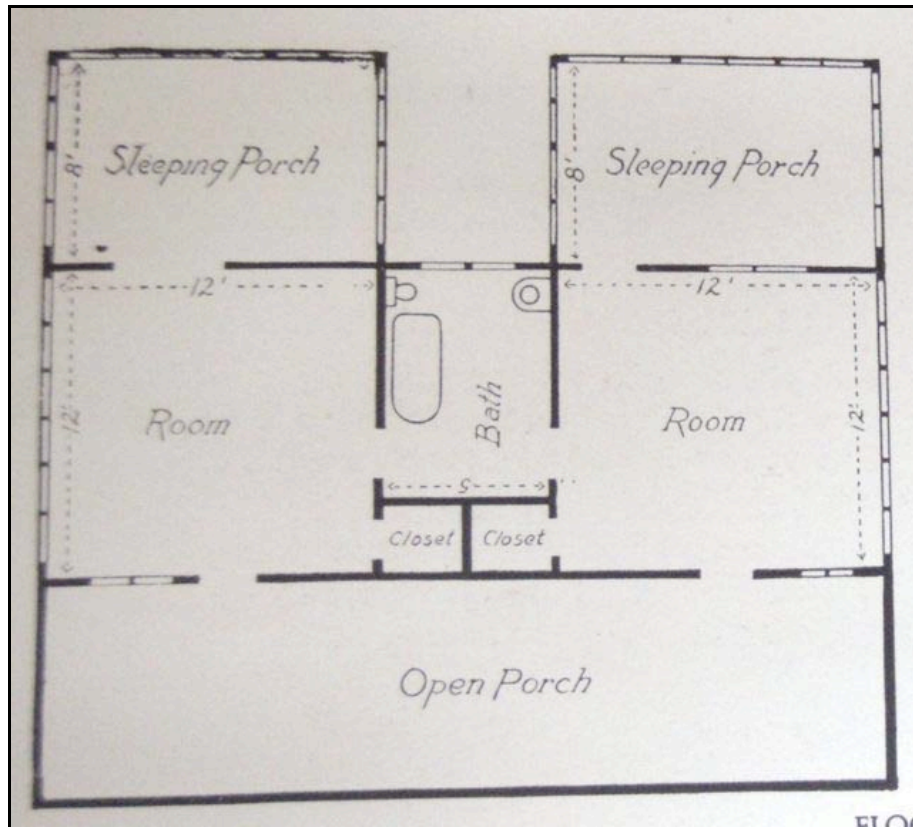 Sleeping Porch
8'
Sleeping Porch
8'
12'
12'
Room
12'
Bath
Room
12'
5
Closet
Closet
Open Porch